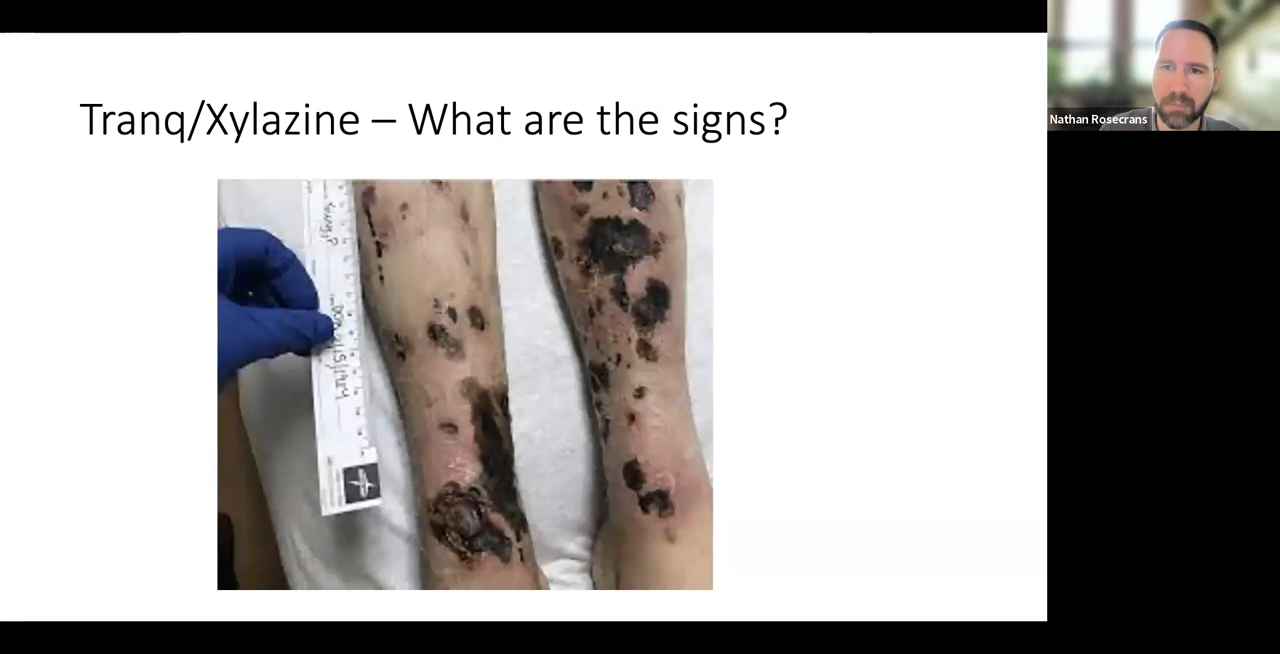 Tranq/Xylazine – What are the signs?
Nathan Rosecrans